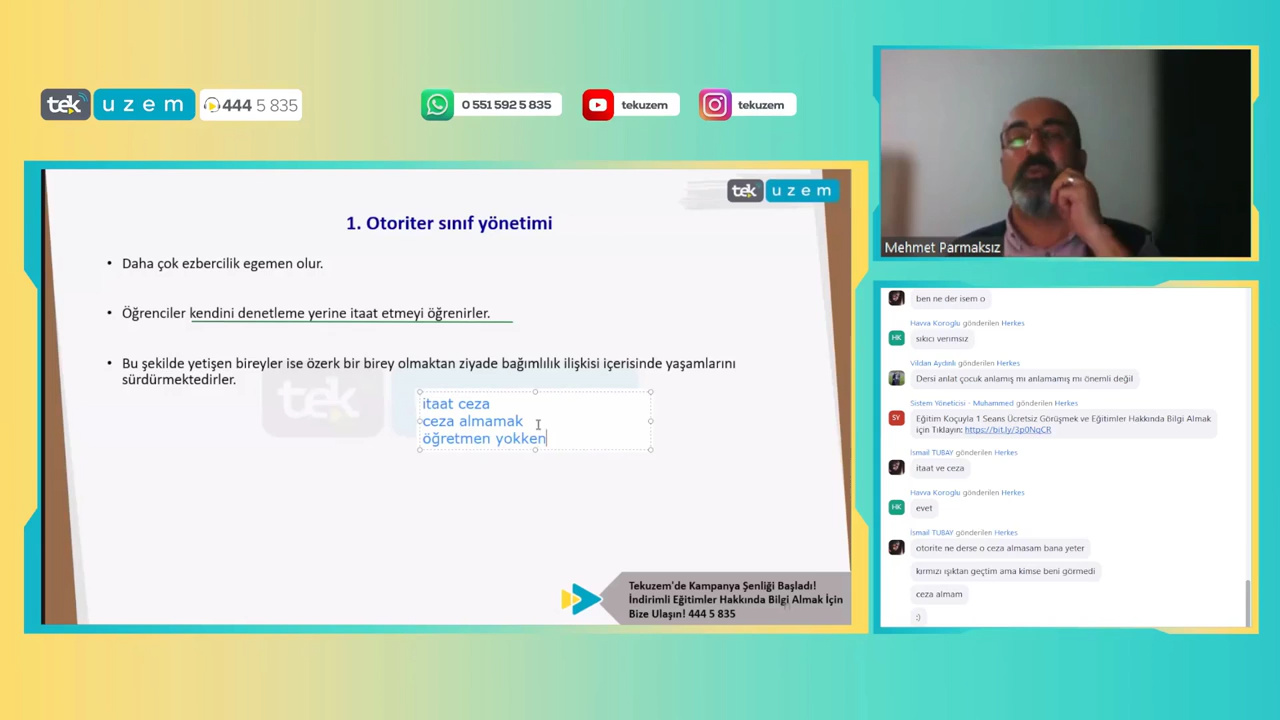 tek uzem 444 5 835
0 551 592 5 835
tekuzem
tekuzem
tek uzem
1. Otoriter sınıf yönetimi
• Daha çok ezbercilik egemen olur.
• Öğrenciler kendini denetleme yerine itaat etmeyi öğrenirler.
• Bu şekilde yetişen bireyler ise özerk bir birey olmaktan ziyade bağımlılık ilişkisi içerisinde yaşamlarını
sürdürmektedirler.
tek
itaat ceza
ceza almamak
öğretmen yokken
Tekuzem'de Kampanya Şenliği Başladı!
İndirimli Eğitimler Hakkında Bilgi Almak İçin
Bize Ulaşın! 444 5 835
Mehmet Parmaksız
ben ne der isem o
Havva Koroglu gönderilen Herkes
HK
sıkıcı verımsız
Vildan Aydınlı gönderilen Herkes
Dersi anlat çocuk anlamış mı anlamamış mı önemli değil
Sistem Yöneticisi - Muhammed gönderilen Herkes
SY
Eğitim Koçuyla 1 Seans Ücretsiz Görüşmek ve Eğitimler Hakkında Bilgi Almak
için Tıklayın: https://bit.ly/3p0NqCR
İsmail TUBAY gönderilen Herkes
itaat ve ceza
Havva Koroglu gönderilen Herkes
HK
evet
İsmail TUBAY gönderilen Herkes
otorite ne derse o ceza almasam bana yeter
kırmızı ışıktan geçtim ama kimse beni görmedi
ceza almam
:)